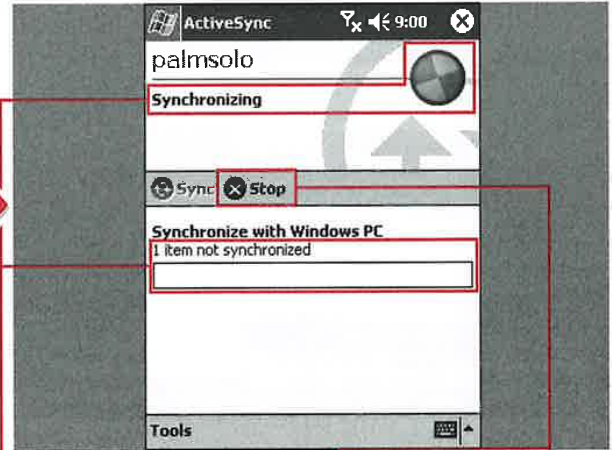 ActiveSync 9:00
palmsolo
Synchronizing
Sync Stop
Synchronize with Windows PC
1 item not synchronized
Tools